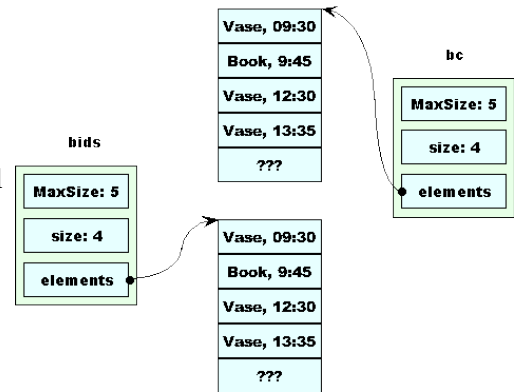 Vase, 09:30
Book, 9:45
Vase, 12:30
Vase, 13:35
???
bc
MaxSize: 5
size: 4
elements
bids
MaxSize: 5
size: 4
elements
Vase, 09:30
Book, 9:45
Vase, 12:30
Vase, 13:35
???